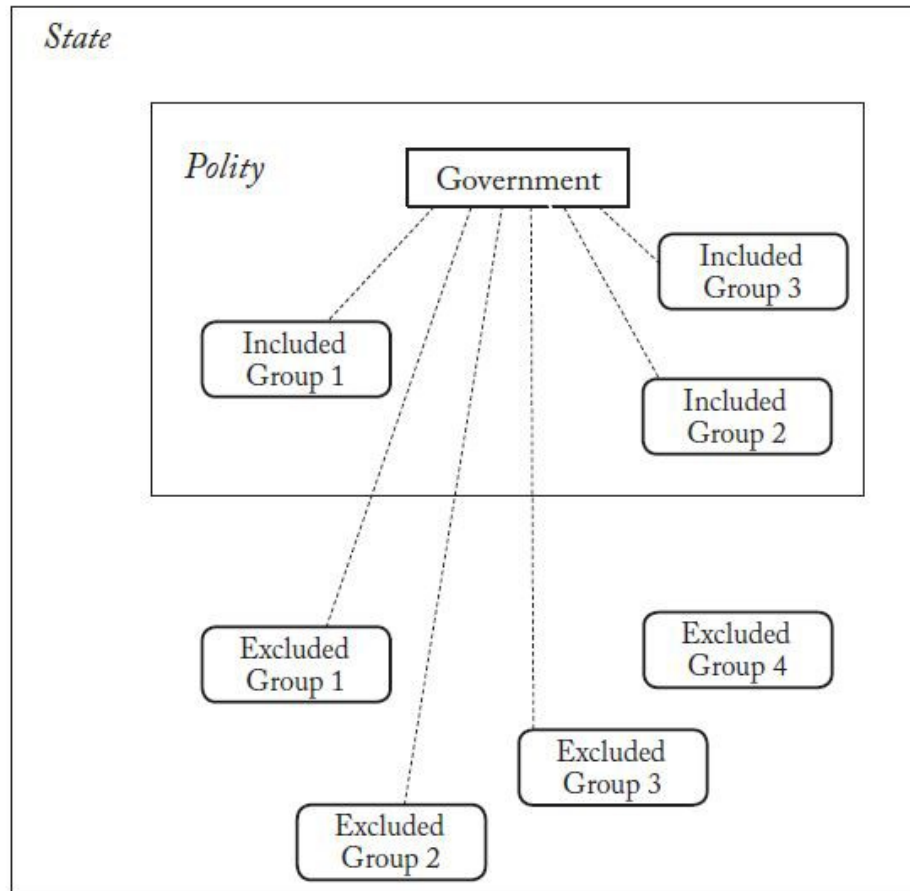 State
Polity
Government
Included
Group 3
Included
Group 1
Included
Group 2
Excluded
Group 1
Excluded
Group 4
Excluded
Group 3
Excluded
Group 2